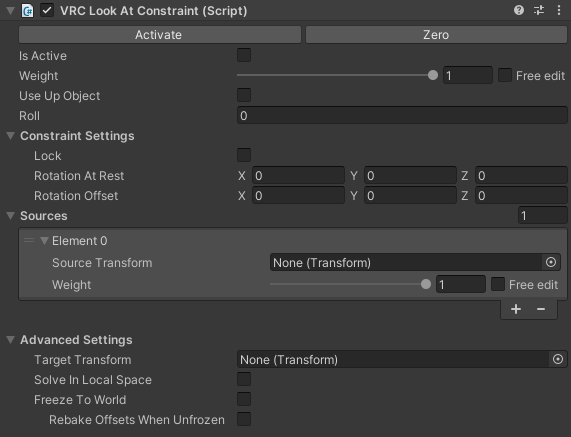 VRC Look At Constraint (Script)
Activate Zero
Is Active
Weight 1 Free edit
Use Up Object
Roll 0
Constraint Settings
Lock
Rotation At Rest X 0 Y 0 Z 0
Rotation Offset X 0 Y 0 Z 0
Sources 1
Element 0
Source Transform None (Transform)
Weight 1 Free edit
Advanced Settings
Target Transform None (Transform)
Solve In Local Space
Freeze To World
Rebake Offsets When Unfrozen